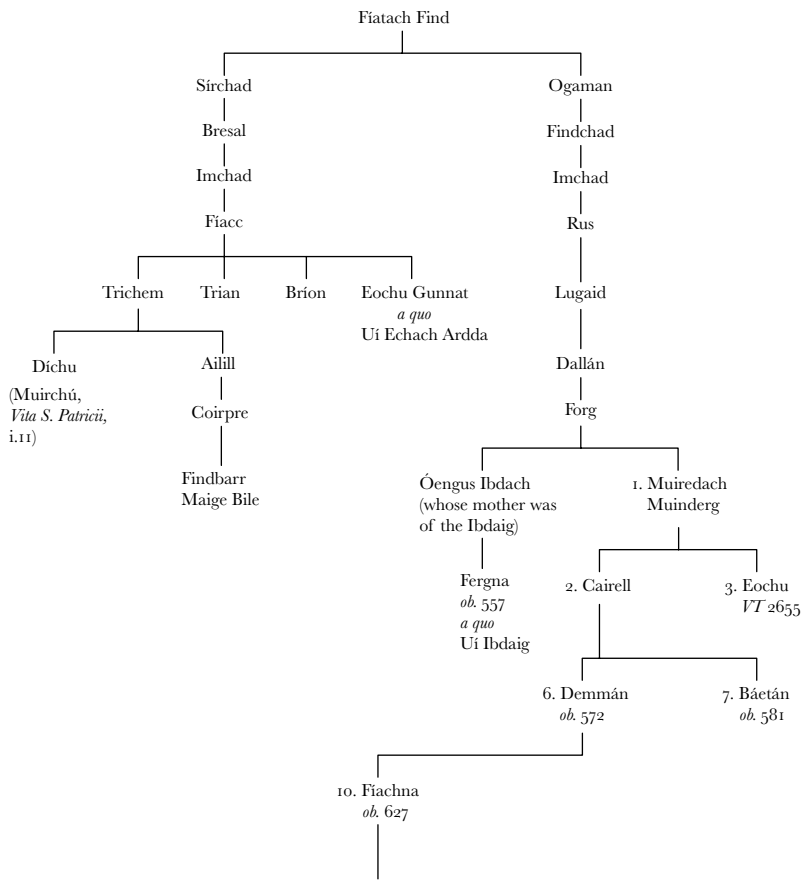 Fíatach Find
Sírchad
Ogaman
Bresal
Findchad
Imchad
Imchad
Fíacc
Rus
Trichem
Trian
Bríon
Eochu Gunnat
a quo
Uí Echach Ardda
Lugaid
Díchu
(Muirchú,
Vita S. Patricii,
i.11)
Ailill
Dallán
Coirpre
Forg
Findbarr
Maige Bile
Óengus Ibdach
(whose mother was
of the Ibdaig)
1. Muiredach
Muinderg
Fergna
ob. 557
a quo
Uí Ibdaig
2. Cairell
3. Eochu
VT 2655
6. Demmán
ob. 572
7. Báetán
ob. 581
10. Fíachna
ob. 627